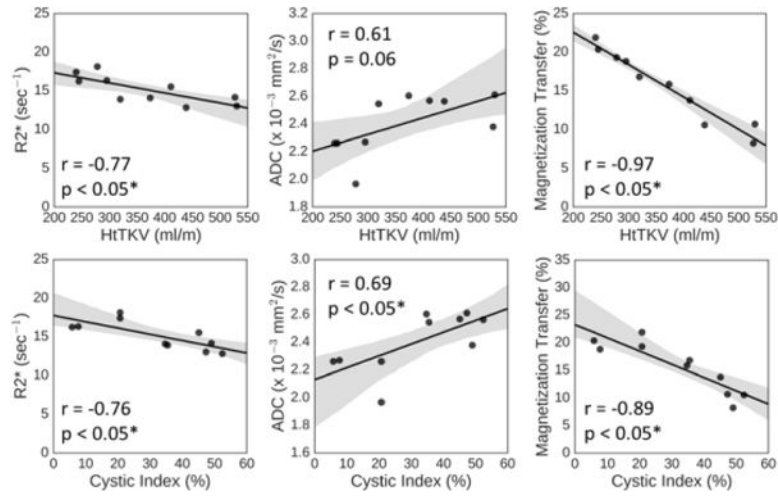 R2* (sec⁻¹)
25
20
15
10
5
0
r = -0.77
p < 0.05*
200 250 300 350 400 450 500 550
HtTKV (ml/m)
ADC (x 10⁻³ mm²/s)
3.2
3.0
2.8
2.6
2.4
2.2
2.0
1.8
r = 0.61
p = 0.06
200 250 300 350 400 450 500 550
HtTKV (ml/m)
Magnetization Transfer (%)
25
20
15
10
5
0
r = -0.97
p < 0.05*
200 250 300 350 400 450 500 550
HtTKV (ml/m)
R2* (sec⁻¹)
25
20
15
10
5
0
r = -0.76
p < 0.05*
0 10 20 30 40 50 60
Cystic Index (%)
ADC (x 10⁻³ mm²/s)
3.2
3.0
2.8
2.6
2.4
2.2
2.0
1.8
1.6
r = 0.69
p < 0.05*
0 10 20 30 40 50 60
Cystic Index (%)
Magnetization Transfer (%)
35
30
25
20
15
10
5
0
r = -0.89
p < 0.05*
0 10 20 30 40 50 60
Cystic Index (%)